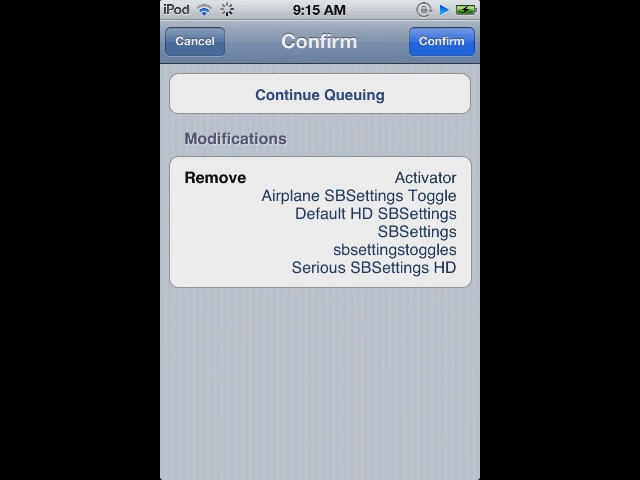 iPod 9:15 AM
Cancel Confirm Confirm
Continue Queuing
Modifications
Remove Activator
Airplane SBSettings Toggle
Default HD SBSettings
SBSettings
sbsettingstoggles
Serious SBSettings HD